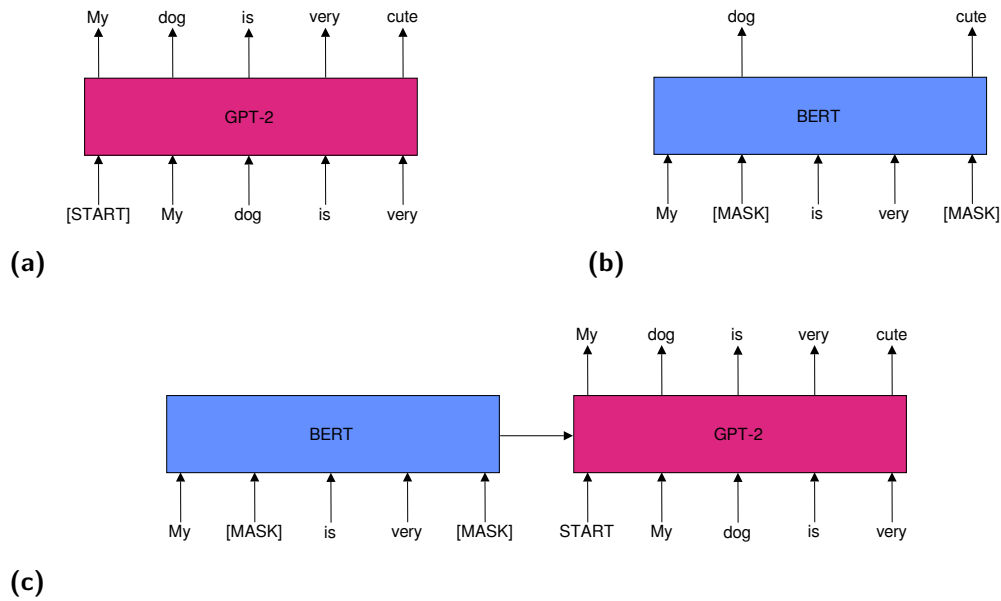 My dog is very cute
GPT-2
[START] My dog is very
(a)
dog cute
BERT
My [MASK] is very [MASK]
(b)
My dog is very cute
BERT
GPT-2
My [MASK] is very [MASK]
START My dog is very
(c)